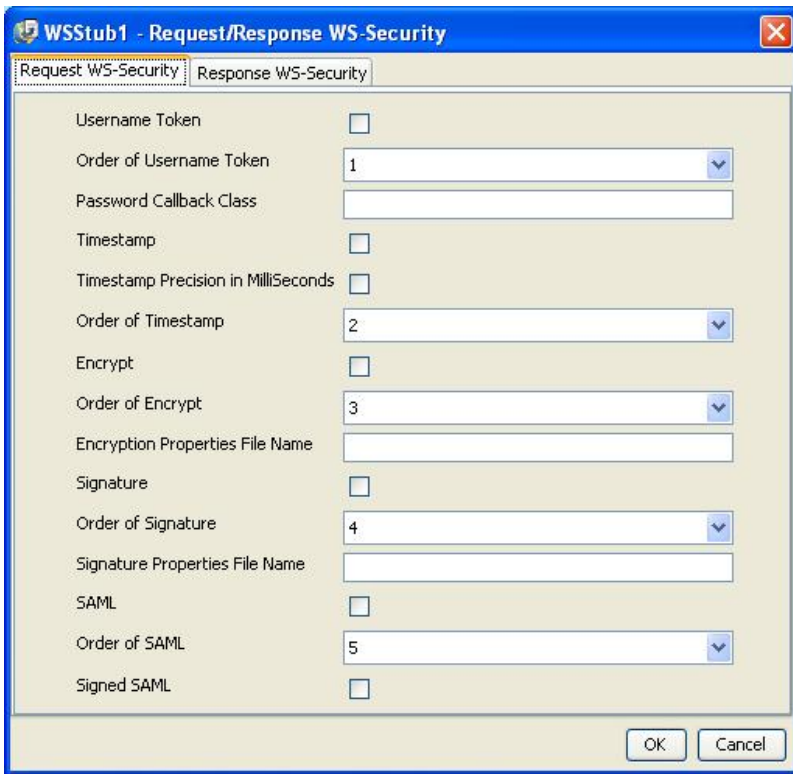 WSStub1 - Request/Response WS-Security
Request WS-Security Response WS-Security
Username Token
Order of Username Token 1
Password Callback Class
Timestamp
Timestamp Precision in MilliSeconds
Order of Timestamp 2
Encrypt
Order of Encrypt 3
Encryption Properties File Name
Signature
Order of Signature 4
Signature Properties File Name
SAML
Order of SAML 5
Signed SAML
OK Cancel